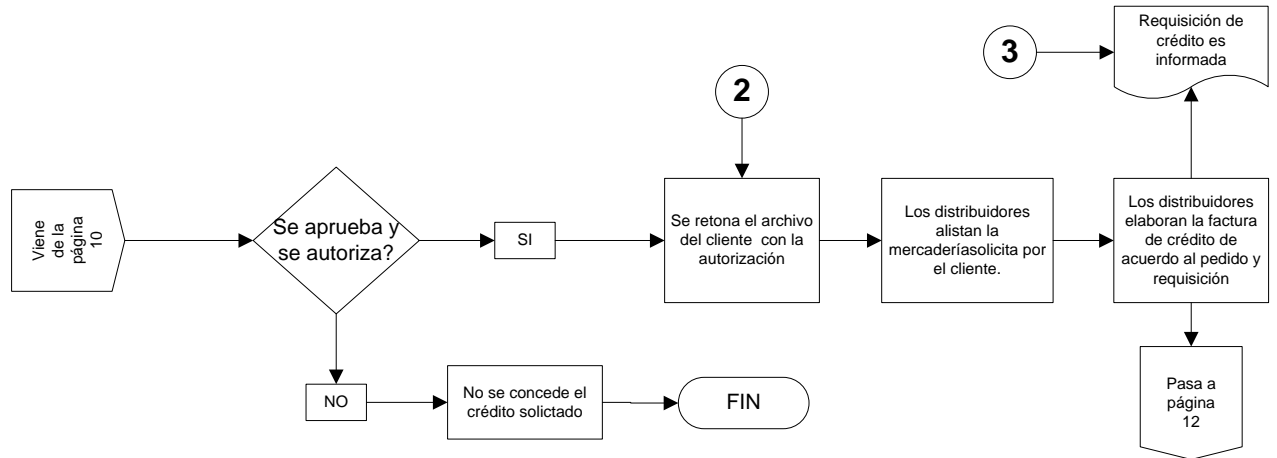 Requisición de
crédito es
informada
3
2
Viene
de la
página
10
Se aprueba y
se autoriza?
SI
Se retona el archivo
del cliente con la
autorización
Los distribuidores
alistan la
mercaderíasolicita por
el cliente.
Los distribuidores
elaboran la factura
de crédito de
acuerdo al pedido y
requisición
NO
No se concede el
crédito solictado
FIN
Pasa a
página
12